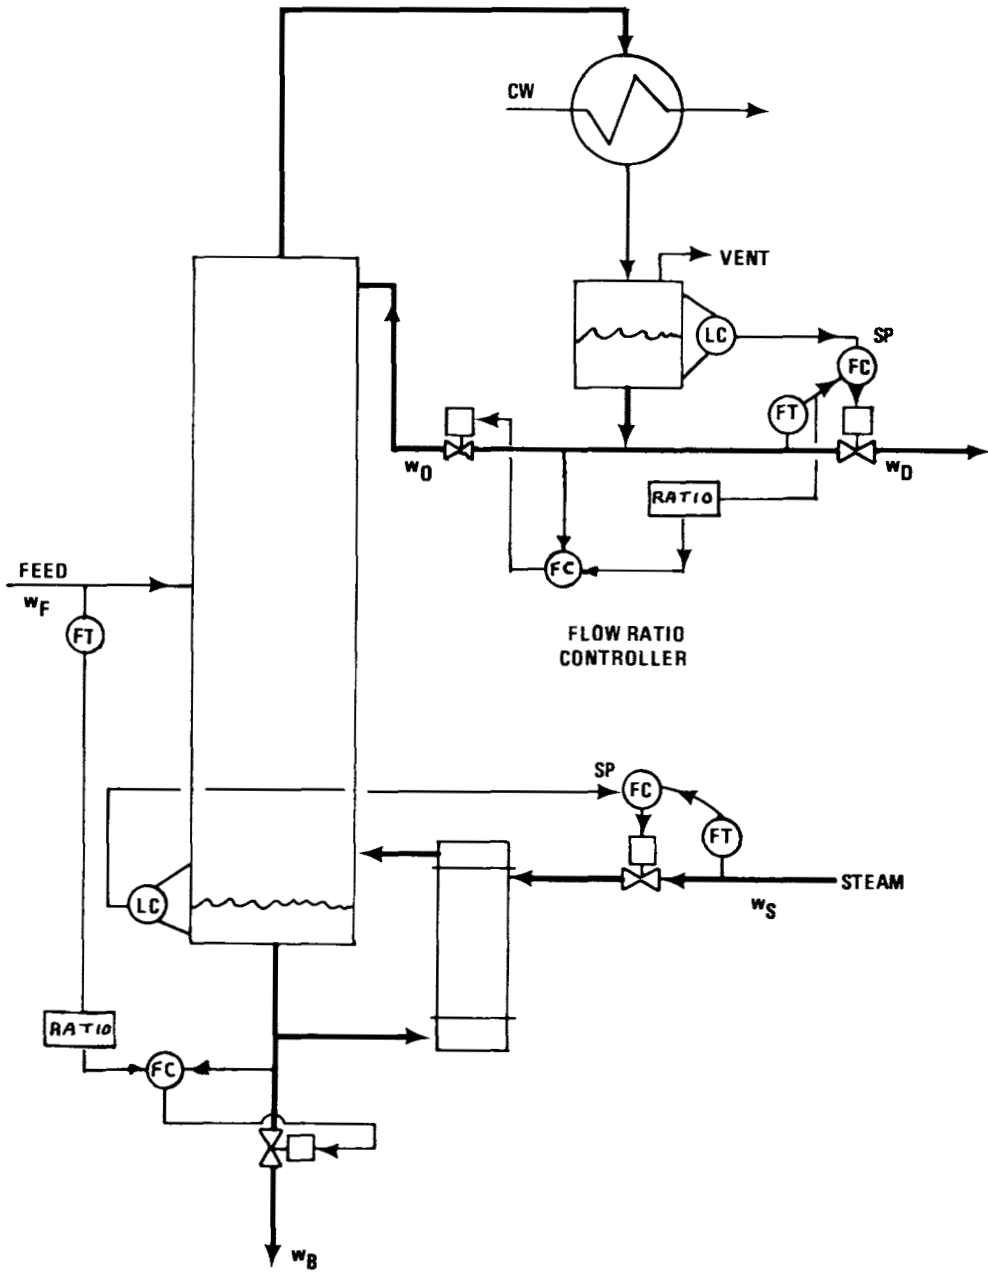 CW
VENT
LC
SP
FC
FT
w0
wD
RATIO
FC
FEED
wF
FT
FLOW RATIO
CONTROLLER
SP
FC
FT
STEAM
wS
LC
RATIO
FC
wB